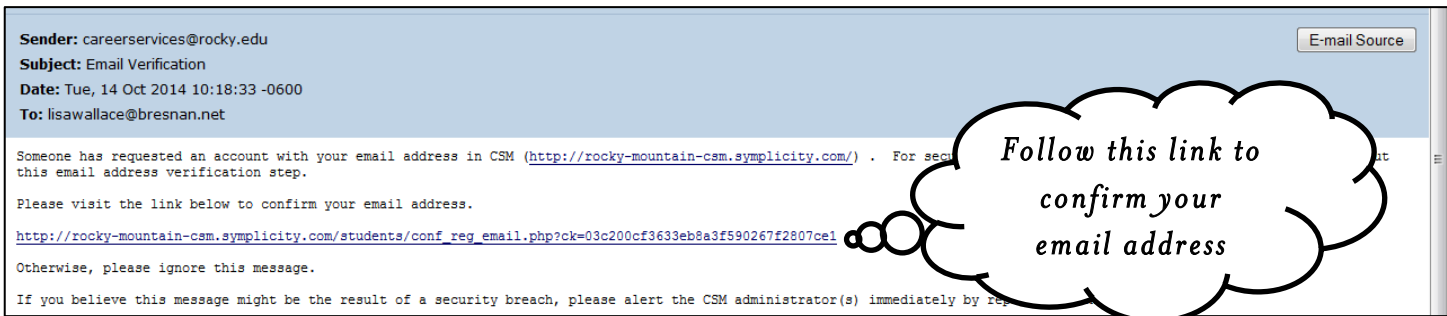 Sender: careerservices@rocky.edu
E-mail Source
Subject: Email Verification
Date: Tue, 14 Oct 2014 10:18:33 -0600
To: lisawallace@bresnan.net
Someone has requested an account with your email address in CSM (http://rocky-mountain-csm.symplicity.com/) . For
this email address verification step.
Please visit the link below to confirm your email address.
http://rocky-mountain-csm.symplicity.com/students/conf_reg_email.php?ck=03c200cf3633eb8a3f590267f2807ce1
Otherwise, please ignore this message.
If you believe this message might be the result of a security breach, please alert the CSM administrator(s) immediately by
Follow this link to
confirm your
email address